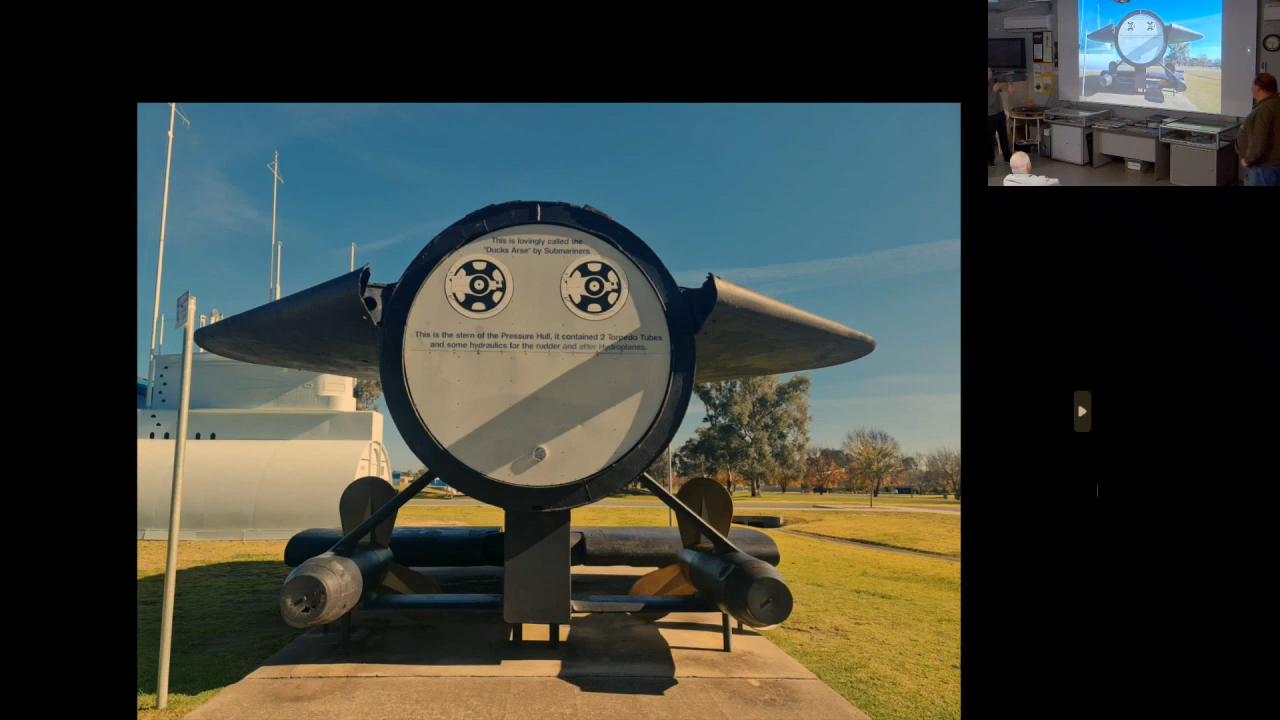 This is lovingly called the
"Ducks Arse" by Submariners
This is the stern of the Pressure Hull, it contained 2 Torpedo Tubes
and some hydraulics for the rudder and after Hydroplanes.